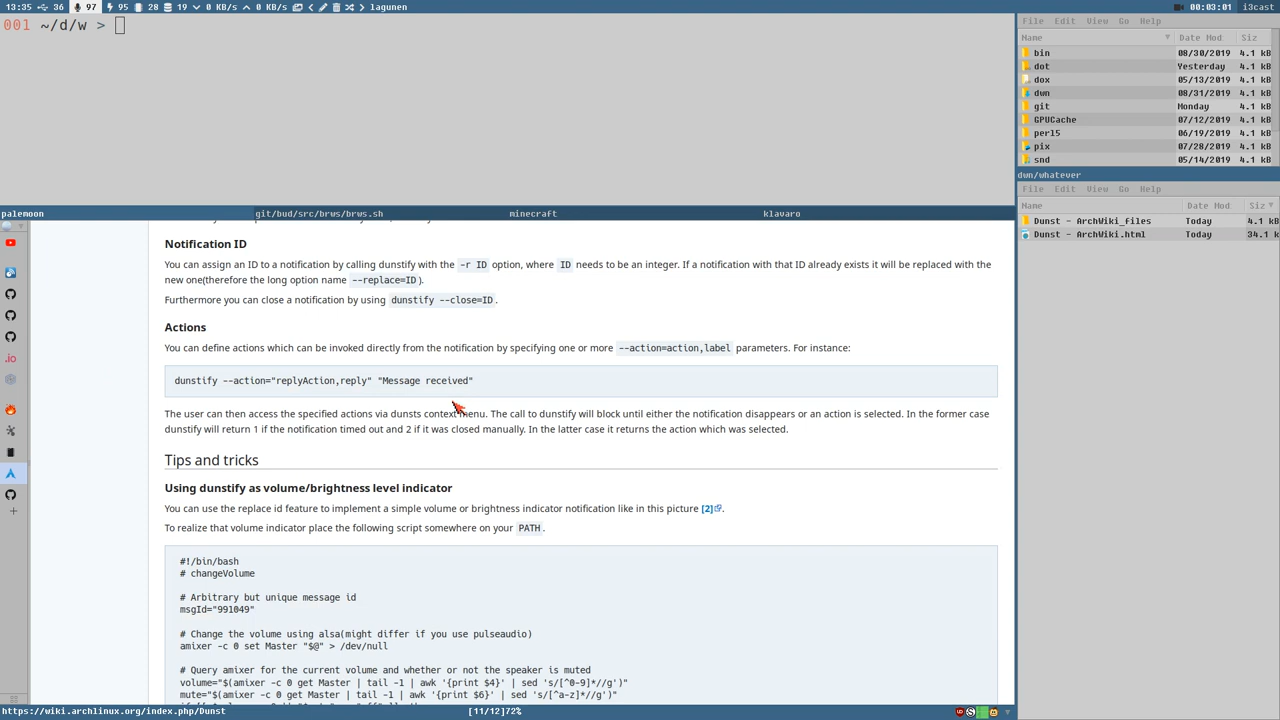 13:35 36 97 95 28 19 0 KB/s 0 KB/s lagunen 00:03:01 i3cast
001 ~/d/w >
File Edit View Go Help
Name Date Mod Siz
bin 08/30/2019 4.1 kB
dot Yesterday 4.1 kB
dox 05/13/2019 4.1 kB
dwn 08/31/2019 4.1 kB
git Monday 4.1 kB
GPUCache 07/12/2019 4.1 kB
perl5 06/19/2019 4.1 kB
pix 07/28/2019 4.1 kB
snd 05/14/2019 4.1 kB
dwn/whatever
File Edit View Go Help
Name Date Mod Siz
Dunst - ArchWiki_files Today 4.1 k
Dunst - ArchWiki.html Today 34.1 k
palemoon git/bud/src/brws/brws.sh minecraft klavaro
Notification ID
You can assign an ID to a notification by calling dunstify with the -r ID option, where ID needs to be an integer. If a notification with that ID already exists it will be replaced with the
new one(therefore the long option name --replace=ID).
Furthermore you can close a notification by using dunstify --close=ID.
Actions
You can define actions which can be invoked directly from the notification by specifying one or more --action=action,label parameters. For instance:
dunstify --action="replyAction,reply" "Message received"
The user can then access the specified actions via dunsts context menu. The call to dunstify will block until either the notification disappears or an action is selected. In the former case
dunstify will return 1 if the notification timed out and 2 if it was closed manually. In the latter case it returns the action which was selected.
Tips and tricks
Using dunstify as volume/brightness level indicator
You can use the replace id feature to implement a simple volume or brightness indicator notification like in this picture [2].
To realize that volume indicator place the following script somewhere on your PATH.
#!/bin/bash
# changeVolume
# Arbitrary but unique message id
msgId="991049"
# Change the volume using alsa(might differ if you use pulseaudio)
amixer -c 0 set Master "$@" > /dev/null
# Query amixer for the current volume and whether or not the speaker is muted
volume="$(amixer -c 0 get Master | tail -1 | awk '{print $4}' | sed 's/[^0-9]*//g')"
mute="$(amixer -c 0 get Master | tail -1 | awk '{print $6}' | sed 's/[^a-z]*//g')"
https://wiki.archlinux.org/index.php/Dunst [11/12]72%